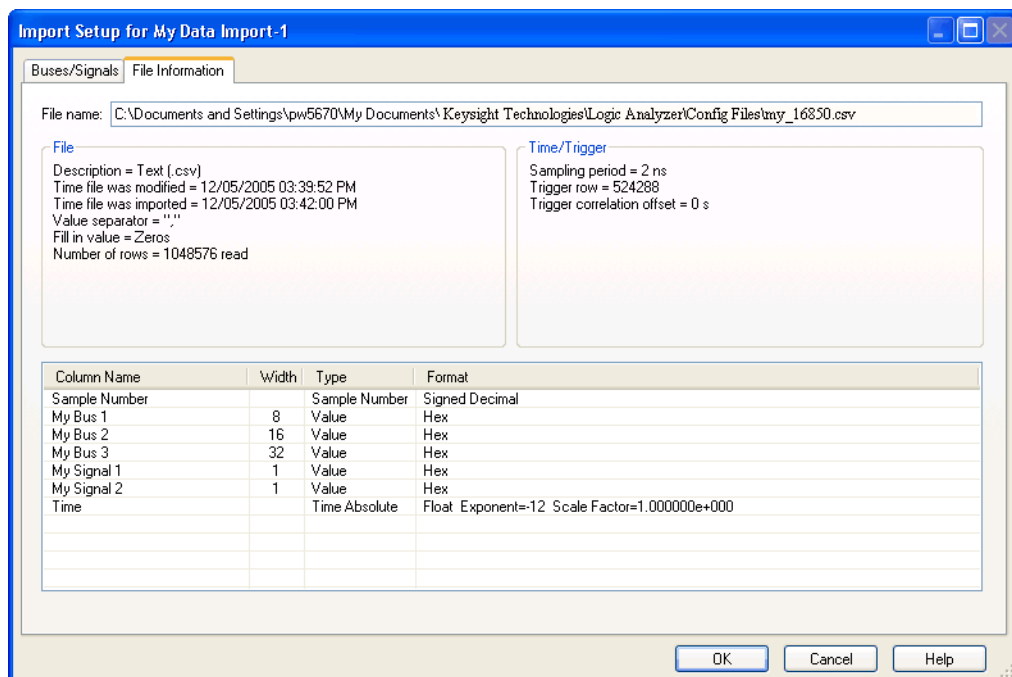 Import Setup for My Data Import-1
Buses/Signals File Information
File name: C:\Documents and Settings\pw5670\My Documents\ Keysight Technologies\Logic Analyzer\Config Files\my_16850.csv
File
Description = Text (.csv)
Time file was modified = 12/05/2005 03:39:52 PM
Time file was imported = 12/05/2005 03:42:00 PM
Value separator = ","
Fill in value = Zeros
Number of rows = 1048576 read
Time/Trigger
Sampling period = 2 ns
Trigger row = 524288
Trigger correlation offset = 0 s
Column Name Width Type Format
Sample Number Sample Number Signed Decimal
My Bus 1 8 Value Hex
My Bus 2 16 Value Hex
My Bus 3 32 Value Hex
My Signal 1 1 Value Hex
My Signal 2 1 Value Hex
Time Time Absolute Float Exponent=-12 Scale Factor=1.000000e+000
OK Cancel Help